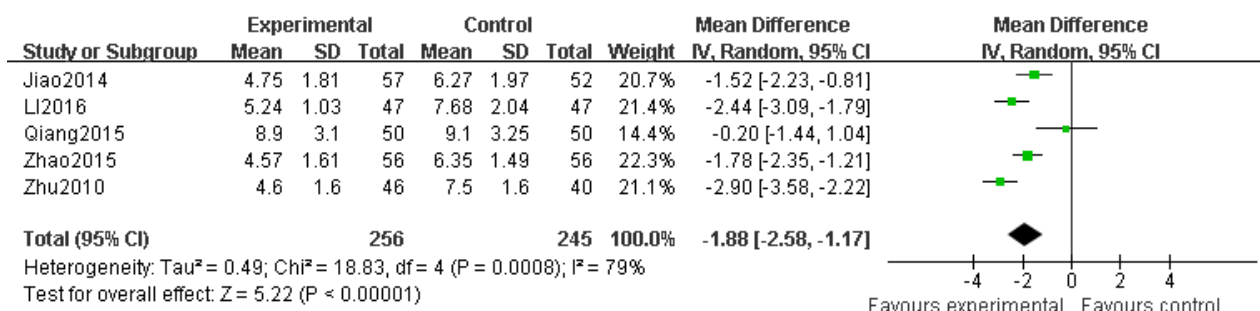 Experimental Control Mean Difference Mean Difference
Study or Subgroup Mean SD Total Mean SD Total Weight IV, Random, 95% CI IV, Random, 95% CI
Jiao2014 4.75 1.81 57 6.27 1.97 52 20.7% -1.52 [-2.23, -0.81]
LI2016 5.24 1.03 47 7.68 2.04 47 21.4% -2.44 [-3.09, -1.79]
Qiang2015 8.9 3.1 50 9.1 3.25 50 14.4% -0.20 [-1.44, 1.04]
Zhao2015 4.57 1.61 56 6.35 1.49 56 22.3% -1.78 [-2.35, -1.21]
Zhu2010 4.6 1.6 46 7.5 1.6 40 21.1% -2.90 [-3.58, -2.22]
Total (95% CI) 256 245 100.0% -1.88 [-2.58, -1.17]
Heterogeneity: Tau² = 0.49; Chi² = 18.83, df = 4 (P = 0.0008); I² = 79%
Test for overall effect: Z = 5.22 (P < 0.00001)
-4 -2 0 2 4
Favours experimental Favours control